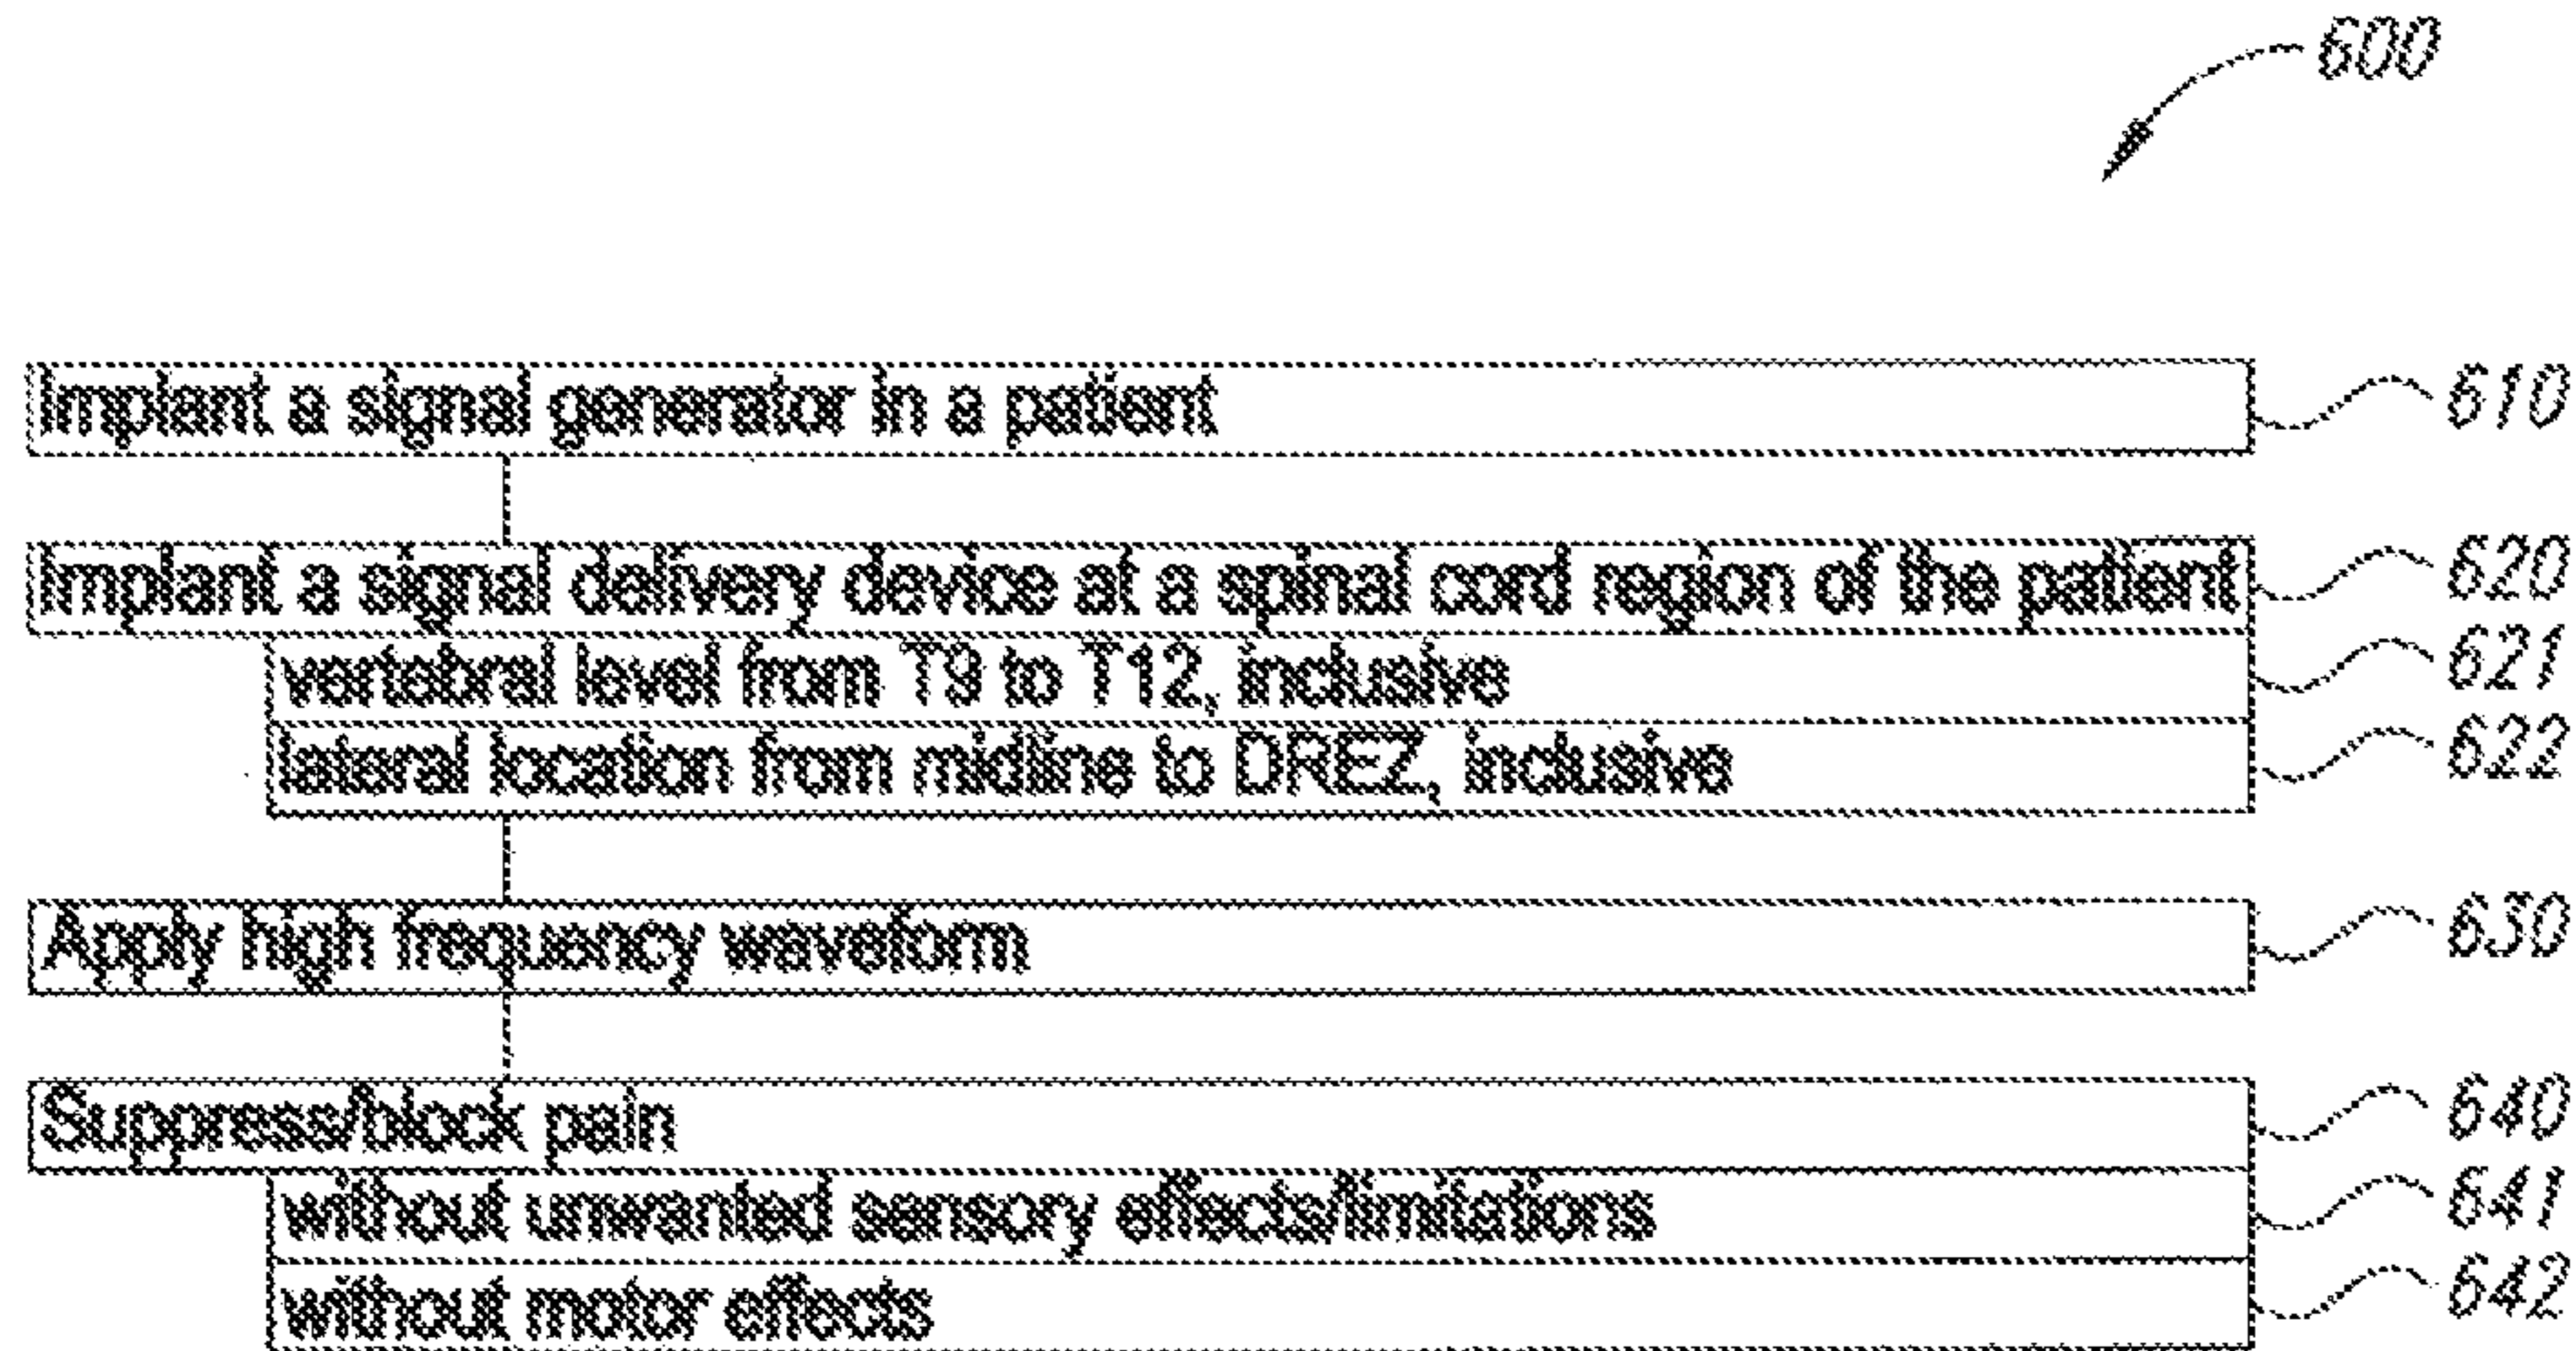 600
Implant a signal generator in a patient 610
Implant a signal delivery device at a spinal cord region of the patient 620
vertebral level from T9 to T12, inclusive 621
lateral location from midline to DREZ, inclusive 622
Apply high frequency waveform 630
Suppress/block pain 640
without unwanted sensory effects/limitations 641
without motor effects 642